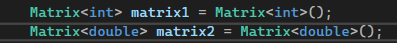 Matrix<int> matrix1 = Matrix<int>();
Matrix<double> matrix2 = Matrix<double>();